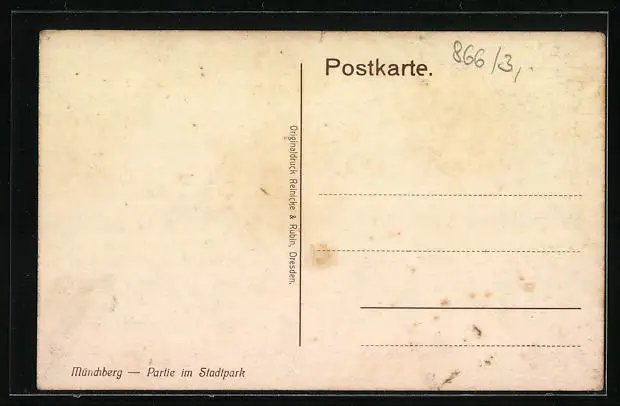 Postkarte.
866/3,
Originaldruck Reinicke & Rubin, Dresden.
Münchberg — Partie im Stadtpark